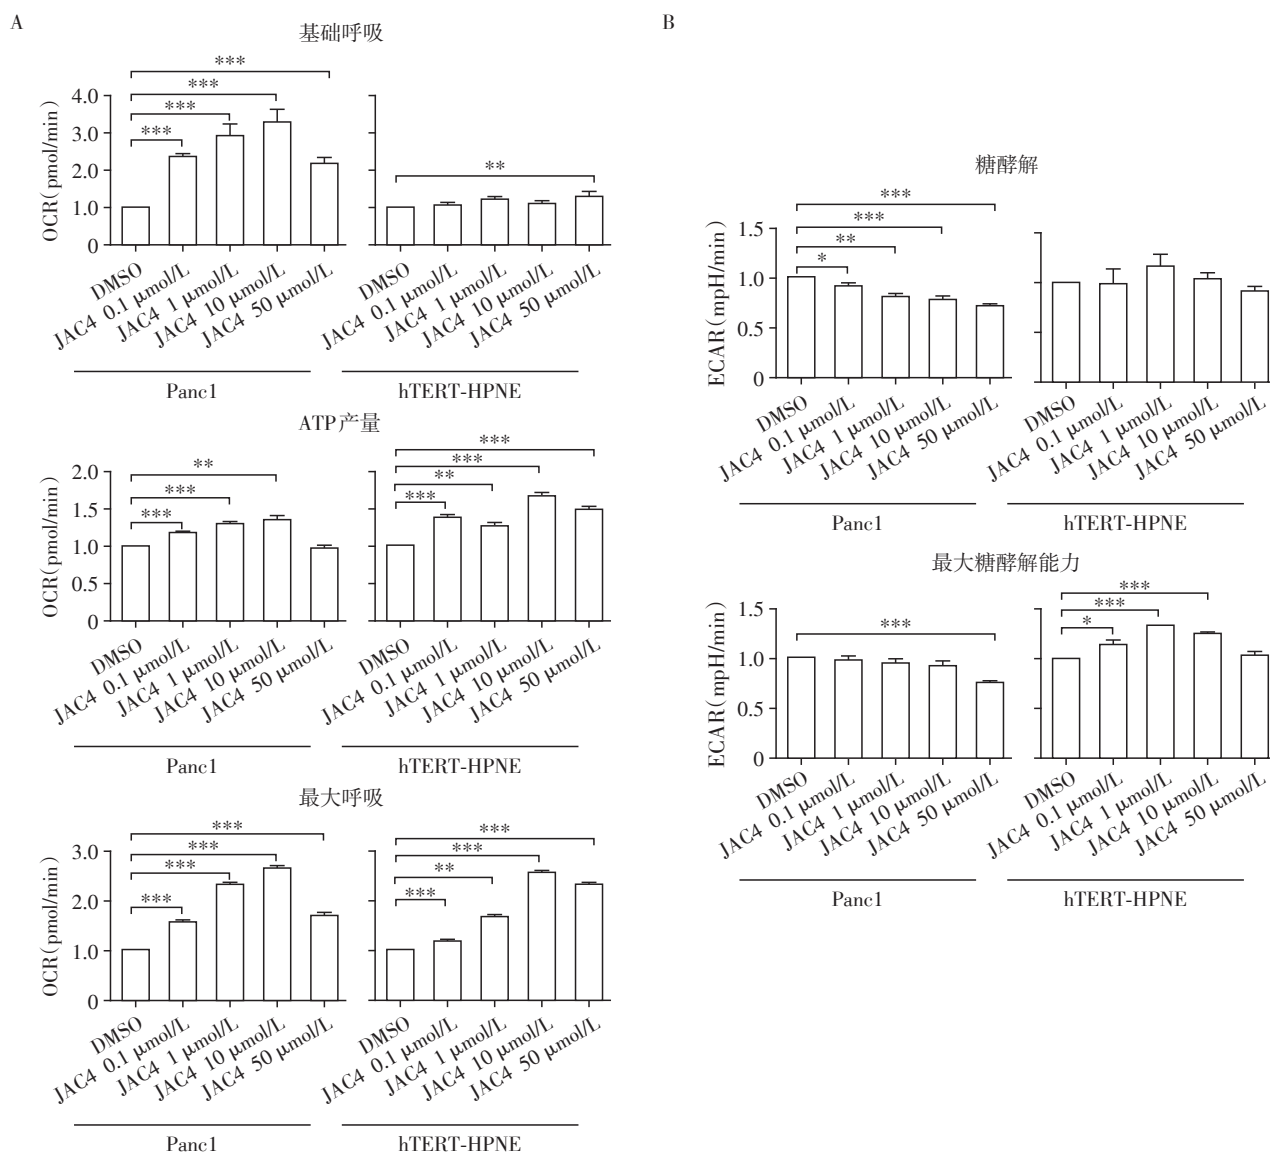 A
基础呼吸
***
***
***
***
OCR(pmol/min)
4.0
3.0
2.0
1.0
0
**
DMSO
JAC4 0.1 μmol/L
JAC4 1 μmol/L
JAC4 10 μmol/L
JAC4 50 μmol/L
DMSO
JAC4 0.1 μmol/L
JAC4 1 μmol/L
JAC4 10 μmol/L
JAC4 50 μmol/L
Panc1
hTERT-HPNE
ATP产量
**
***
***
***
***
**
***
OCR(pmol/min)
2.0
1.5
1.0
0.5
0
DMSO
JAC4 0.1 μmol/L
JAC4 1 μmol/L
JAC4 10 μmol/L
JAC4 50 μmol/L
DMSO
JAC4 0.1 μmol/L
JAC4 1 μmol/L
JAC4 10 μmol/L
JAC4 50 μmol/L
Panc1
hTERT-HPNE
最大呼吸
***
***
***
***
***
***
**
***
OCR(pmol/min)
3.0
2.0
1.0
0
DMSO
JAC4 0.1 μmol/L
JAC4 1 μmol/L
JAC4 10 μmol/L
JAC4 50 μmol/L
DMSO
JAC4 0.1 μmol/L
JAC4 1 μmol/L
JAC4 10 μmol/L
JAC4 50 μmol/L
Panc1
hTERT-HPNE
B
糖酵解
***
***
**
*
ECAR(mpH/min)
1.5
1.0
0.5
0
DMSO
JAC4 0.1 μmol/L
JAC4 1 μmol/L
JAC4 10 μmol/L
JAC4 50 μmol/L
DMSO
JAC4 0.1 μmol/L
JAC4 1 μmol/L
JAC4 10 μmol/L
JAC4 50 μmol/L
Panc1
hTERT-HPNE
最大糖酵解能力
***
***
***
*
ECAR(mpH/min)
1.5
1.0
0.5
0
DMSO
JAC4 0.1 μmol/L
JAC4 1 μmol/L
JAC4 10 μmol/L
JAC4 50 μmol/L
DMSO
JAC4 0.1 μmol/L
JAC4 1 μmol/L
JAC4 10 μmol/L
JAC4 50 μmol/L
Panc1
hTERT-HPNE